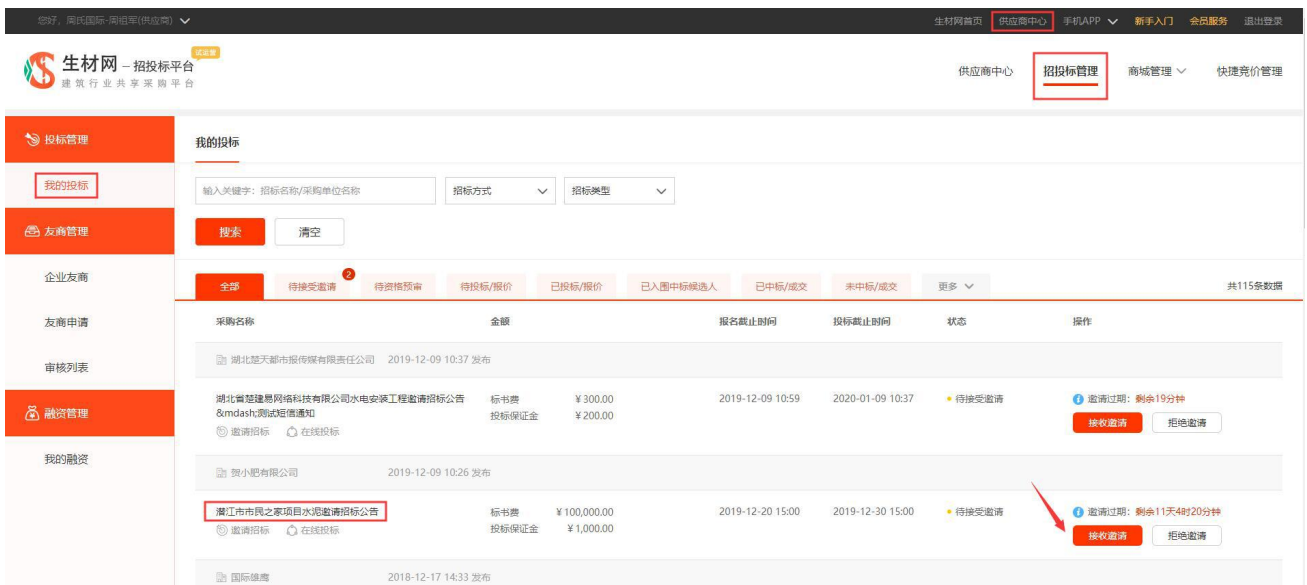 您好，周氏国际-周祖军(供应商)
生材网首页 供应商中心 手机APP 新手入门 会员服务 退出登录
生材网 – 招投标平台 试运营
建筑行业共享采购平台
供应商中心 招投标管理 商城管理 快捷竞价管理
投标管理
我的投标
友商管理
企业友商
友商申请
审核列表
融资管理
我的融资
我的投标
输入关键字：招标名称/采购单位名称 招标方式 招标类型
搜索 清空
全部 待接受邀请 2 待资格预审 待投标/报价 已投标/报价 已入围中标候选人 已中标/成交 未中标/成交 更多 共115条数据
采购名称 金额 报名截止时间 投标截止时间 状态 操作
湖北楚天都市报传媒有限责任公司 2019-12-09 10:37 发布
湖北省楚建易网络科技有限公司水电安装工程邀请招标公告 标书费 ¥300.00 2019-12-09 10:59 2020-01-09 10:37 待接受邀请 邀请过期：剩余19分钟
&mdash;测试短信通知 投标保证金 ¥200.00 接收邀请 拒绝邀请
邀请招标 在线投标
贺小肥有限公司 2019-12-09 10:26 发布
潜江市市民之家项目水泥邀请招标公告 标书费 ¥100,000.00 2019-12-20 15:00 2019-12-30 15:00 待接受邀请 邀请过期：剩余11天4时20分钟
邀请招标 在线投标 投标保证金 ¥1,000.00 接收邀请 拒绝邀请
国际雄鹰 2018-12-17 14:33 发布